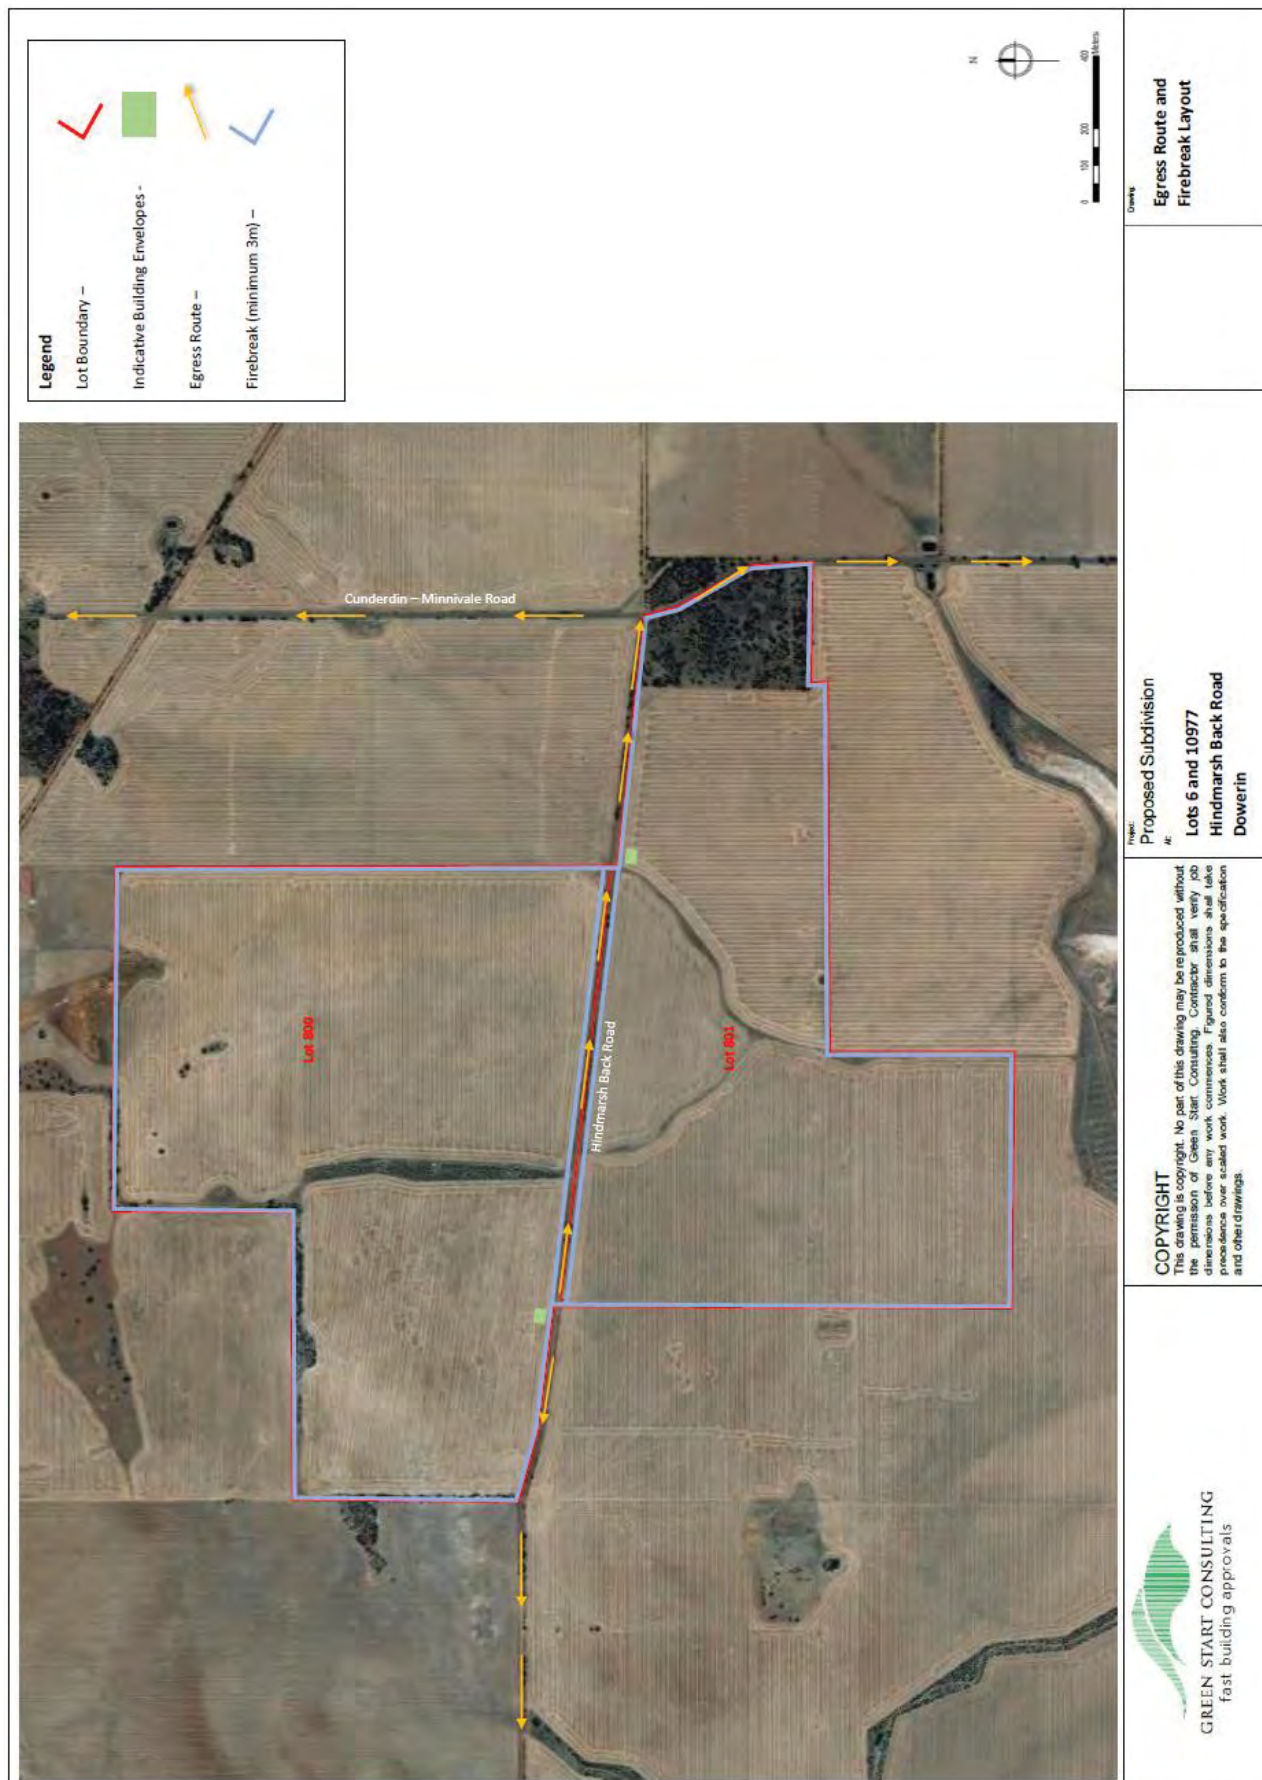 Legend
Lot Boundary –
Indicative Building Envelopes -
Egress Route –
Firebreak (minimum 3m) –
N
0 100 200 400
Meters
Cunderdin – Minnivale Road
Lot 800
Hindmarsh Back Road
Lot 801
GREEN START CONSULTING
fast building approvals
COPYRIGHT
This drawing is copyright. No part of this drawing may be reproduced without
the permission of Green Start Consulting. Contractor shall verify job
dimensions before any work commences. Figured dimensions shall take
precedence over scaled work. Work shall also conform to the specification
and other drawings.
Project:
Proposed Subdivision
At:
Lots 6 and 10977
Hindmarsh Back Road
Dowerin
Drawing:
Egress Route and
Firebreak Layout